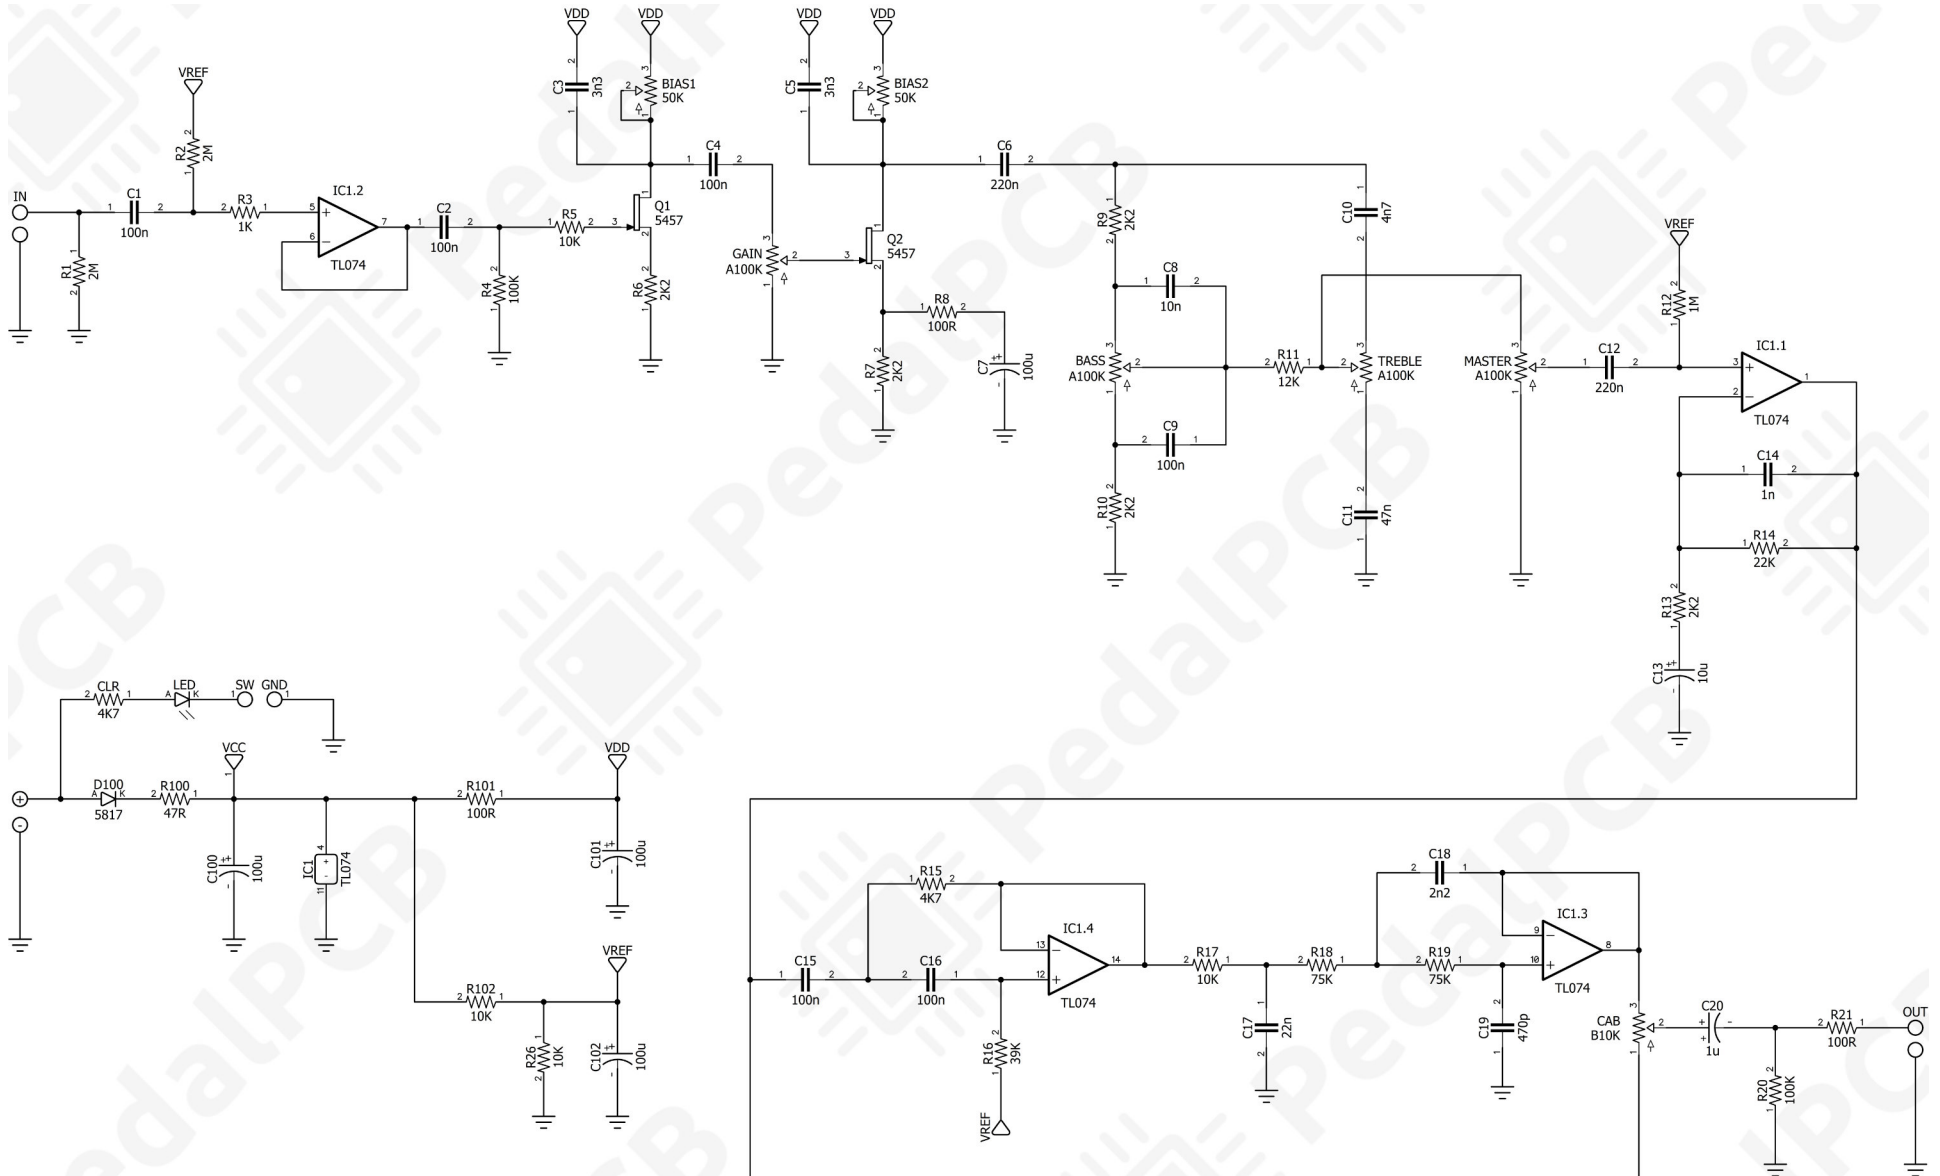 VDD
VDD
VDD
VDD
VREF
C3
3n3
BIAS1
50K
C5
3n3
BIAS2
50K
R2
2M
C4
100n
C6
220n
IN
C1
100n
R3
1K
IC1.2
TL074
C2
100n
R5
10K
Q1
5457
R9
2K2
C10
4n7
R1
2M
R4
100K
R6
2K2
GAIN
A100K
Q2
5457
VREF
R8
100R
C8
10n
R12
1M
R7
2K2
C7
100u
BASS
A100K
R11
12K
TREBLE
A100K
MASTER
A100K
C12
220n
IC1.1
TL074
C9
100n
C14
1n
R10
2K2
C11
47n
R14
22K
R13
2K2
C13
10u
CLR
4K7
LED
SW
GND
VCC
VDD
D100
5817
R100
47R
R101
100R
C100
100u
IC1
TL074
C101
100u
VREF
R102
10K
R26
10K
C102
100u
R15
4K7
IC1.4
TL074
C15
100n
C16
100n
R16
39K
VREF
R17
10K
C17
22n
R18
75K
C18
2n2
R19
75K
C19
470p
IC1.3
TL074
CAB
B10K
C20
1u
R20
100K
R21
100R
OUT
PedalPCB
PedalPCB
PedalPCB